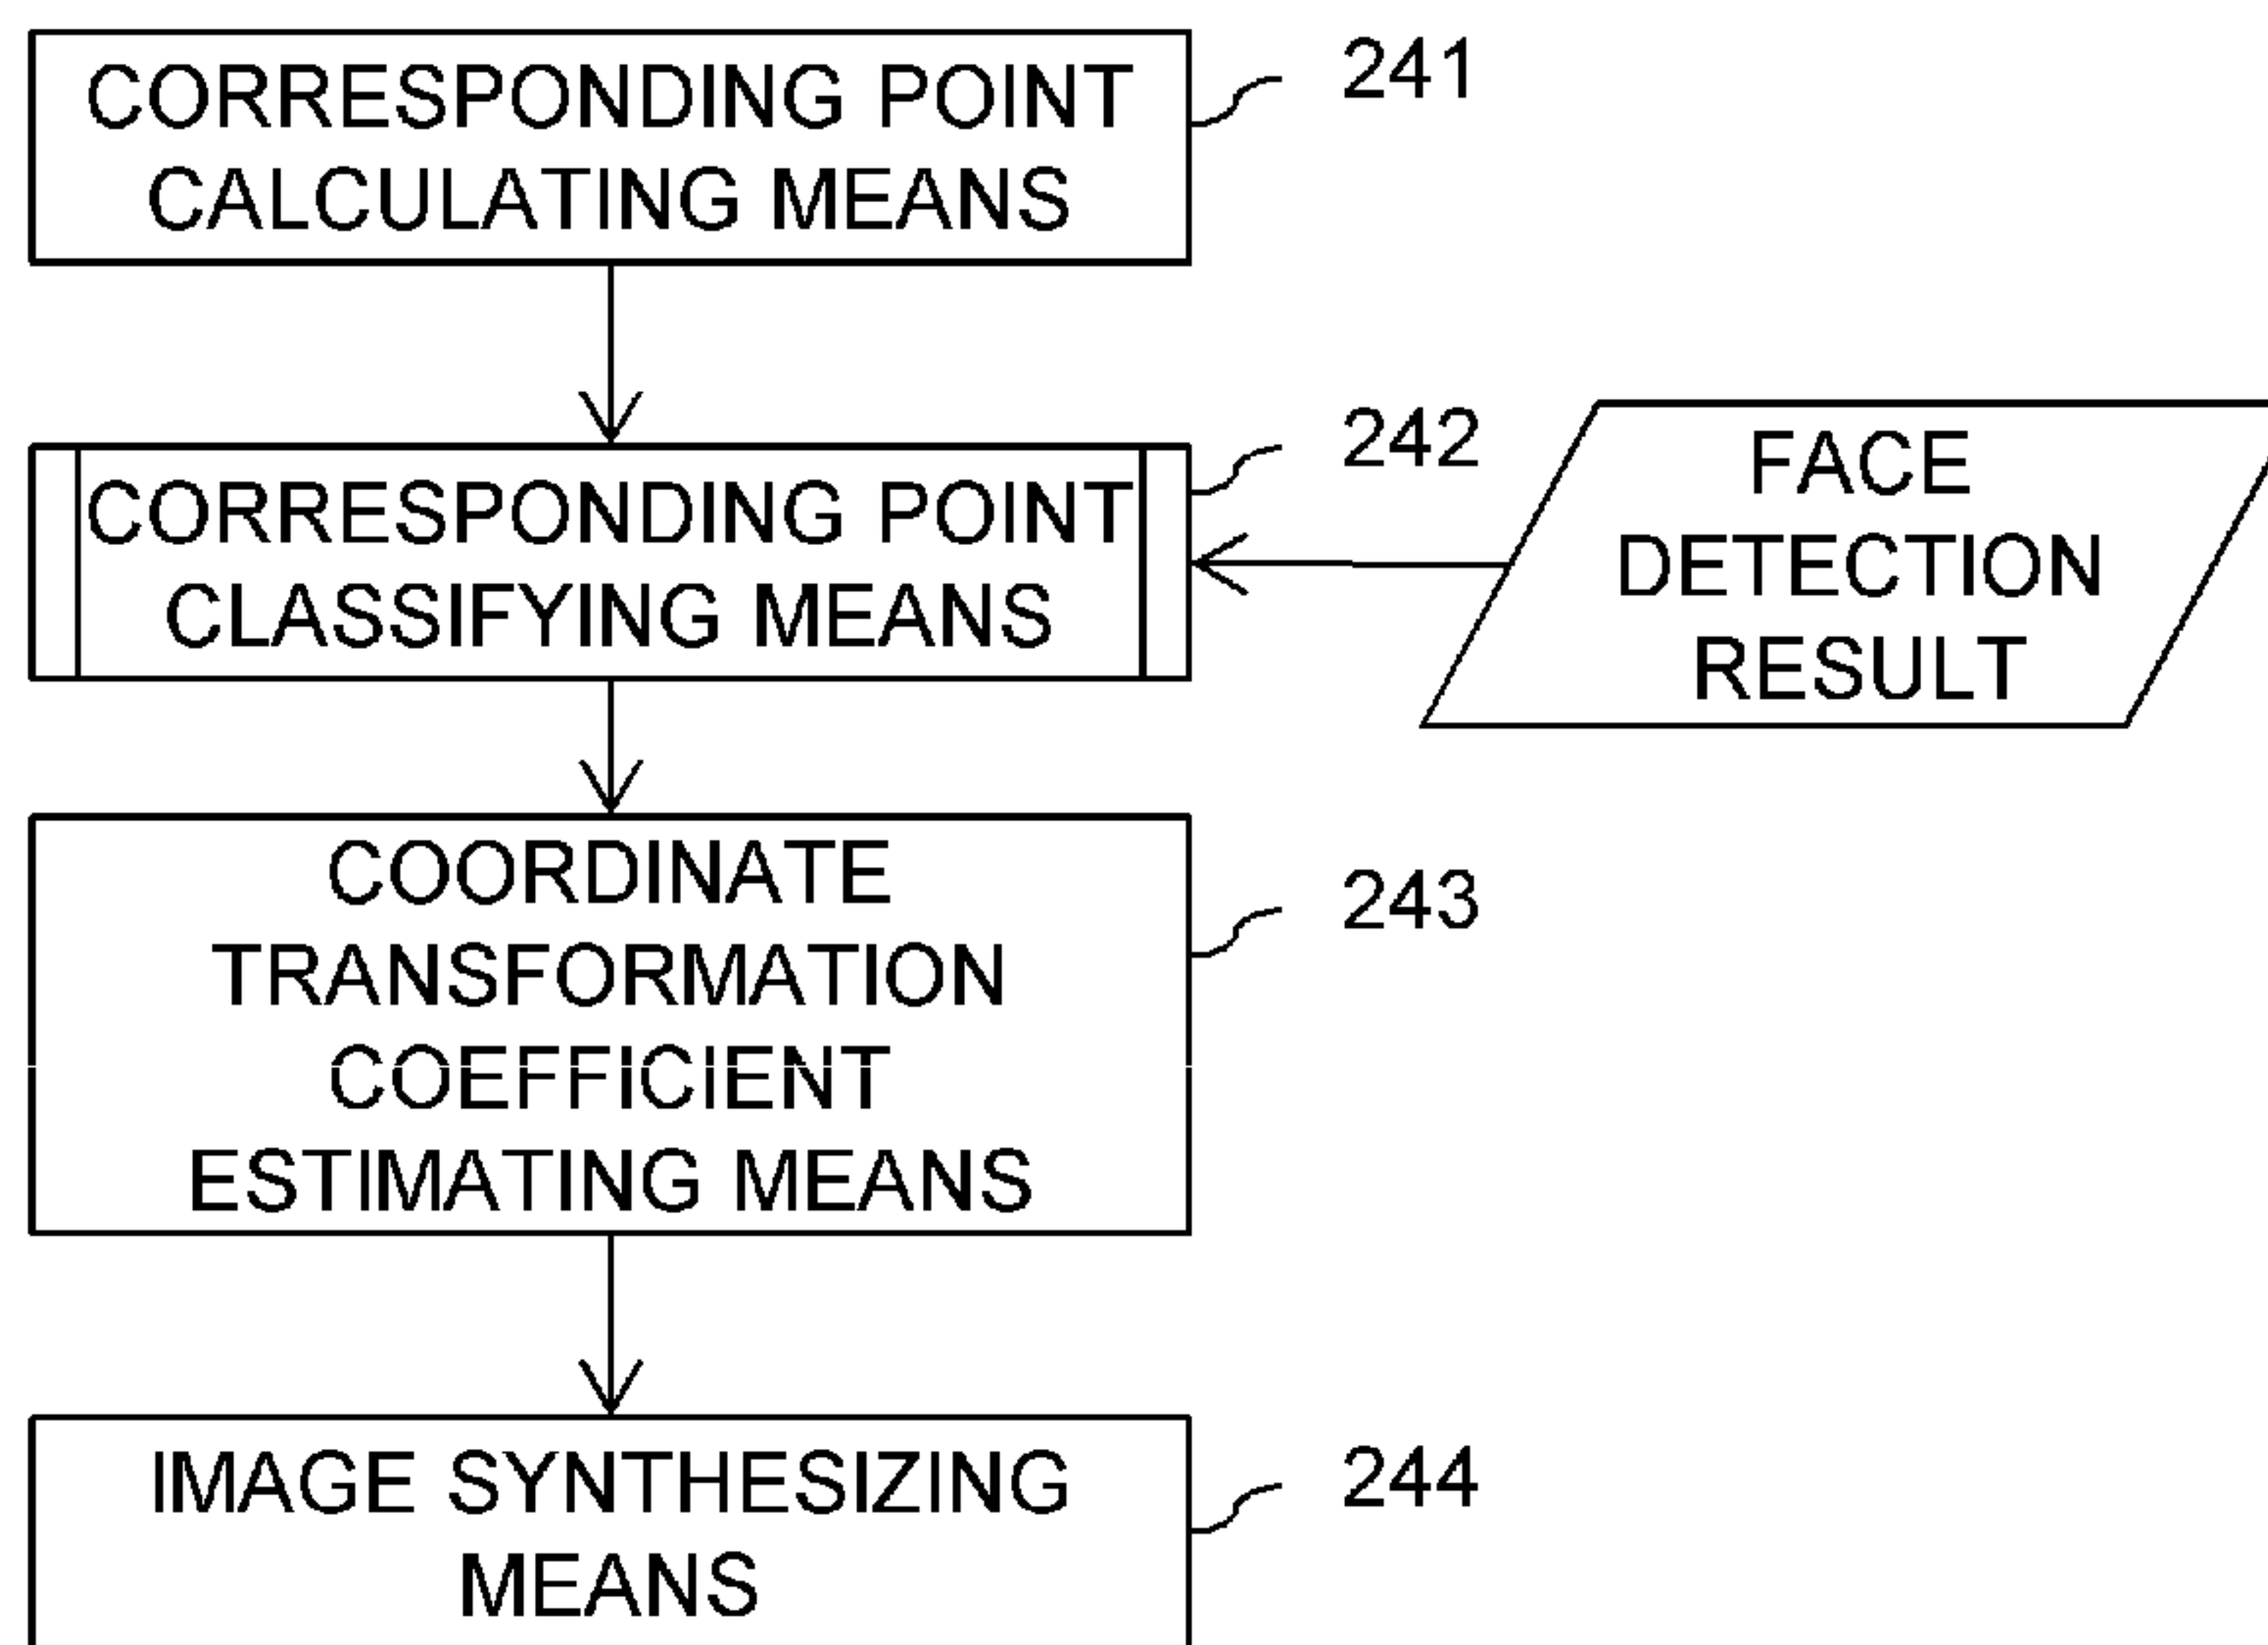 CORRESPONDING POINT
CALCULATING MEANS
241
CORRESPONDING POINT
CLASSIFYING MEANS
242
FACE
DETECTION
RESULT
COORDINATE
TRANSFORMATION
COEFFICIENT
ESTIMATING MEANS
243
IMAGE SYNTHESIZING
MEANS
244